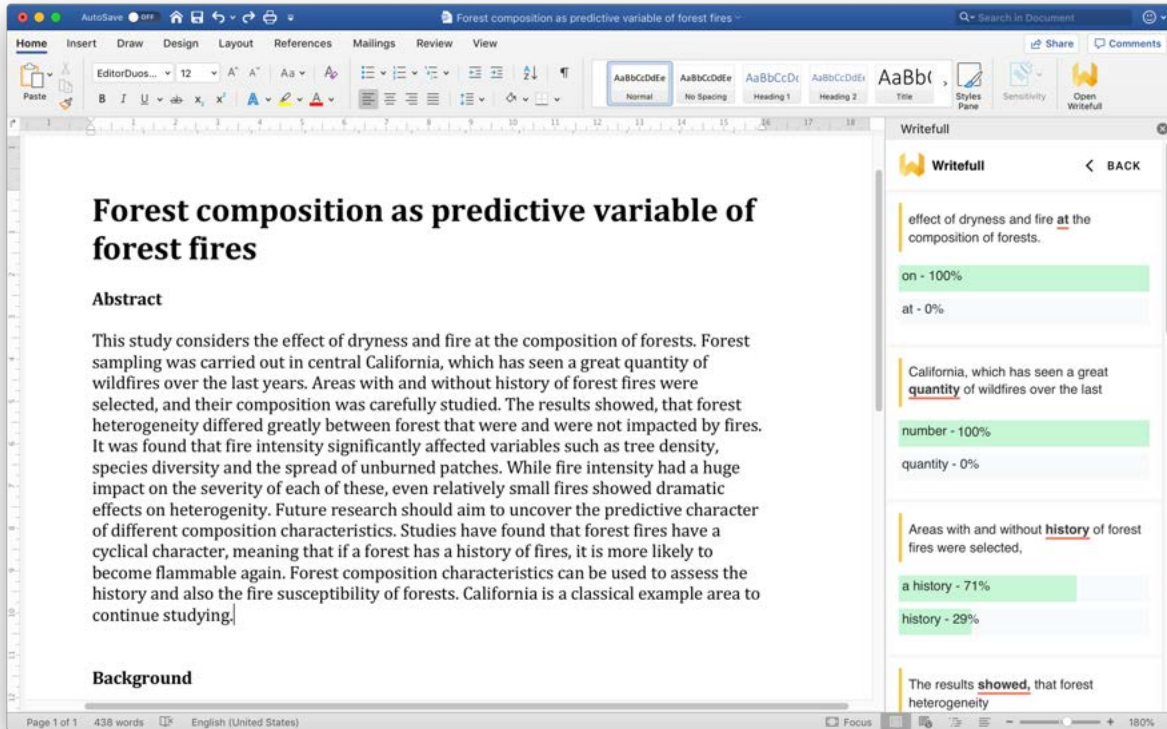 AutoSave OFF
Forest composition as predictive variable of forest fires
Search in Document
Home Insert Draw Design Layout References Mailings Review View
Share Comments
Paste
EditorDuos... 12
Aa
B I U ab x₂ x² A A
AaBbCcDdEe
Normal
AaBbCcDdEe
No Spacing
AaBbCcDc
Heading 1
AaBbCcDdEe
Heading 2
AaBb(
Title
Styles Pane
Sensitivity
Open Writefull
Forest composition as predictive variable of
forest fires
Abstract
This study considers the effect of dryness and fire at the composition of forests. Forest
sampling was carried out in central California, which has seen a great quantity of
wildfires over the last years. Areas with and without history of forest fires were
selected, and their composition was carefully studied. The results showed, that forest
heterogeneity differed greatly between forest that were and were not impacted by fires.
It was found that fire intensity significantly affected variables such as tree density,
species diversity and the spread of unburned patches. While fire intensity had a huge
impact on the severity of each of these, even relatively small fires showed dramatic
effects on heterogenity. Future research should aim to uncover the predictive character
of different composition characteristics. Studies have found that forest fires have a
cyclical character, meaning that if a forest has a history of fires, it is more likely to
become flammable again. Forest composition characteristics can be used to assess the
history and also the fire susceptibility of forests. California is a classical example area to
continue studying.
Background
Writefull
Writefull
BACK
effect of dryness and fire at the
composition of forests.
on - 100%
at - 0%
California, which has seen a great
quantity of wildfires over the last
number - 100%
quantity - 0%
Areas with and without history of forest
fires were selected,
a history - 71%
history - 29%
The results showed, that forest
heterogeneity
Page 1 of 1 438 words English (United States)
Focus
180%